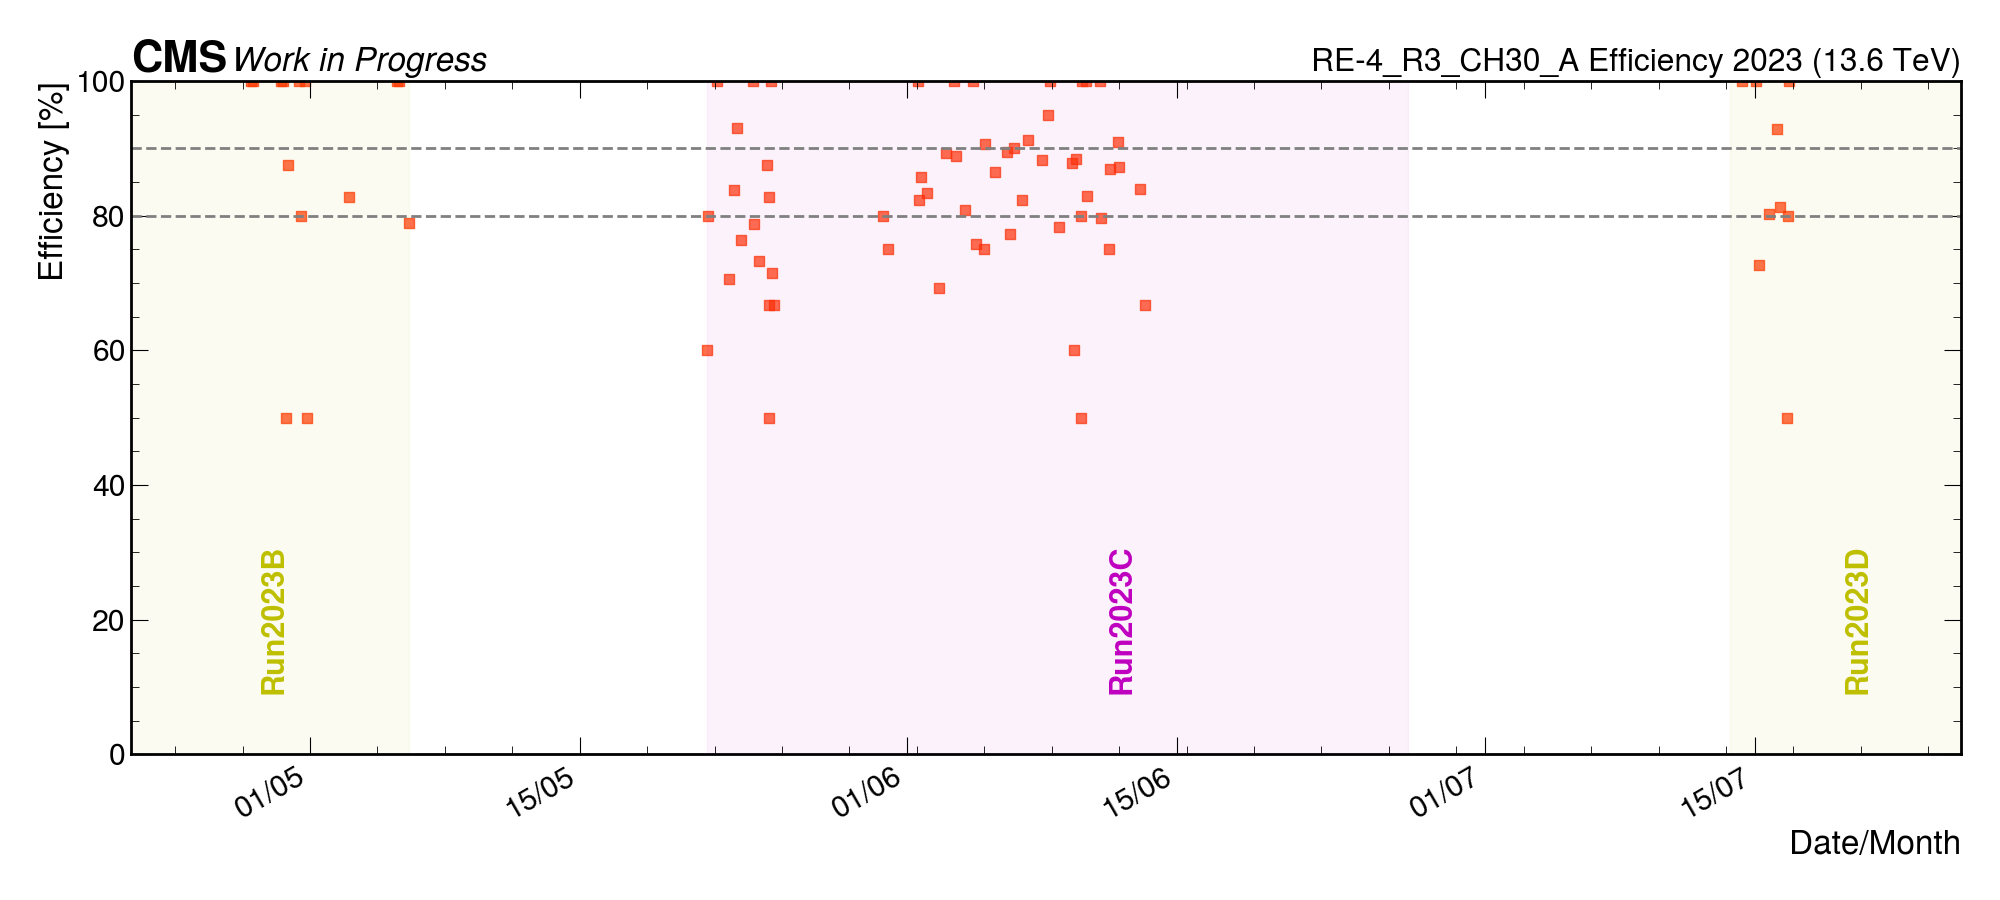 CMS Work in Progress
RE-4_R3_CH30_A Efficiency 2023 (13.6 TeV)
Efficiency [%]
100
80
60
40
20
0
Run2023B
Run2023C
Run2023D
01/05
15/05
01/06
15/06
01/07
15/07
Date/Month